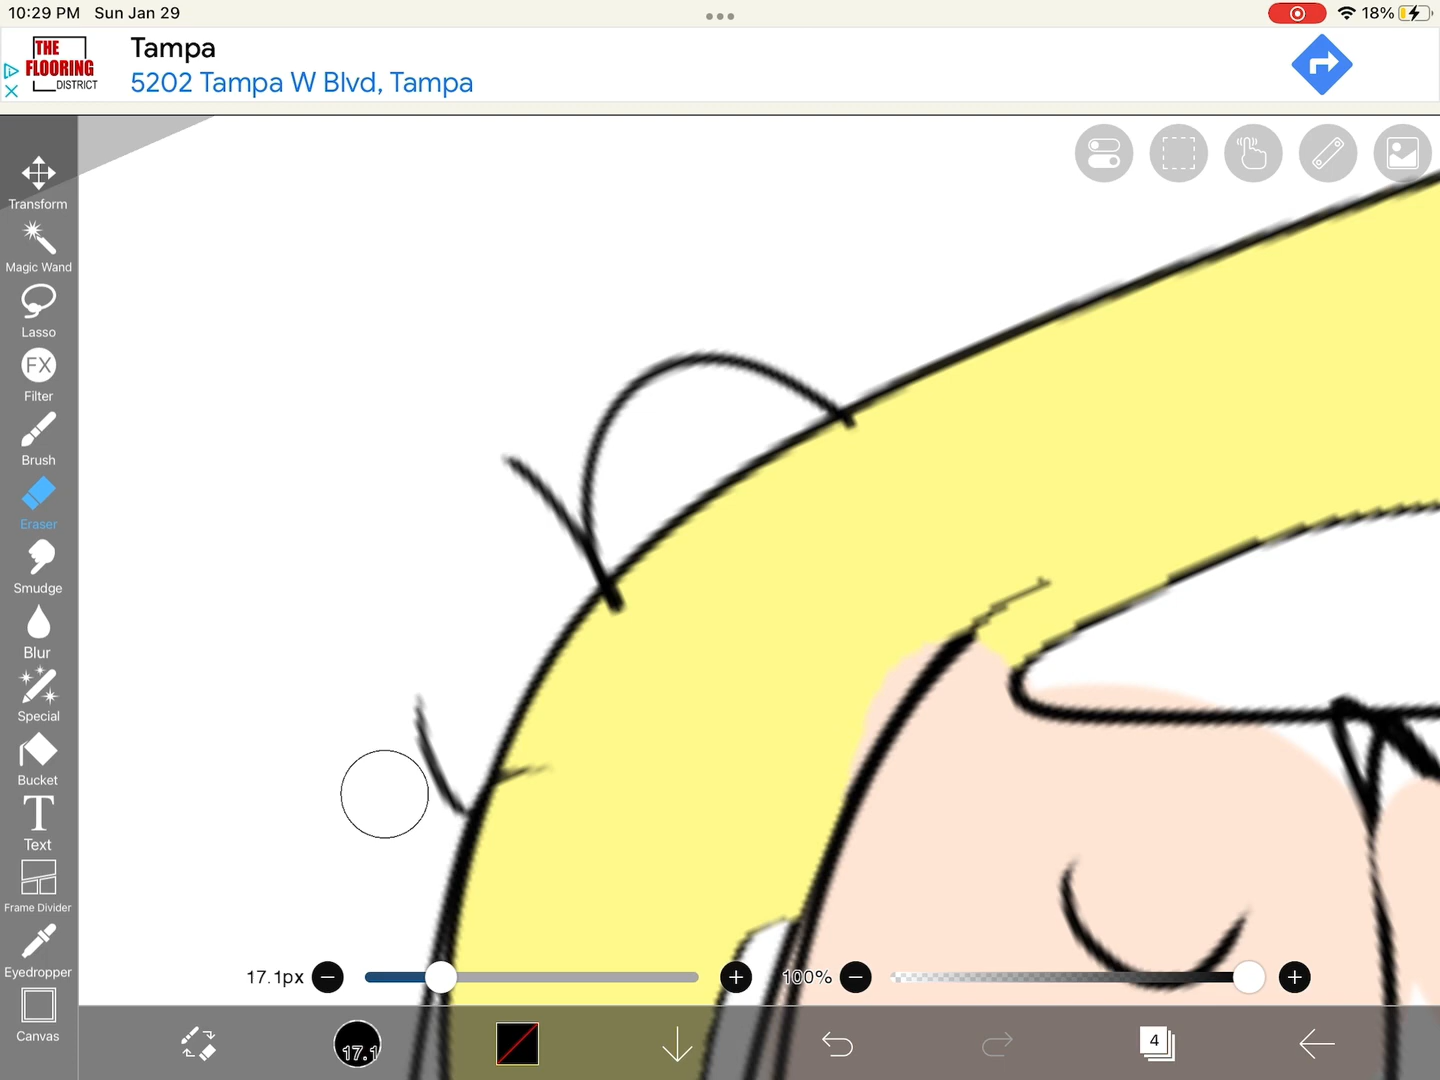 10:29 PM Sun Jan 29
18%
THE
FLOORING
DISTRICT
Tampa
5202 Tampa W Blvd, Tampa
Transform
Magic Wand
Lasso
FX
Filter
Brush
Eraser
Smudge
Blur
Special
Bucket
T
Text
Frame Divider
Eyedropper
Canvas
17.1px
100%
17.1
4